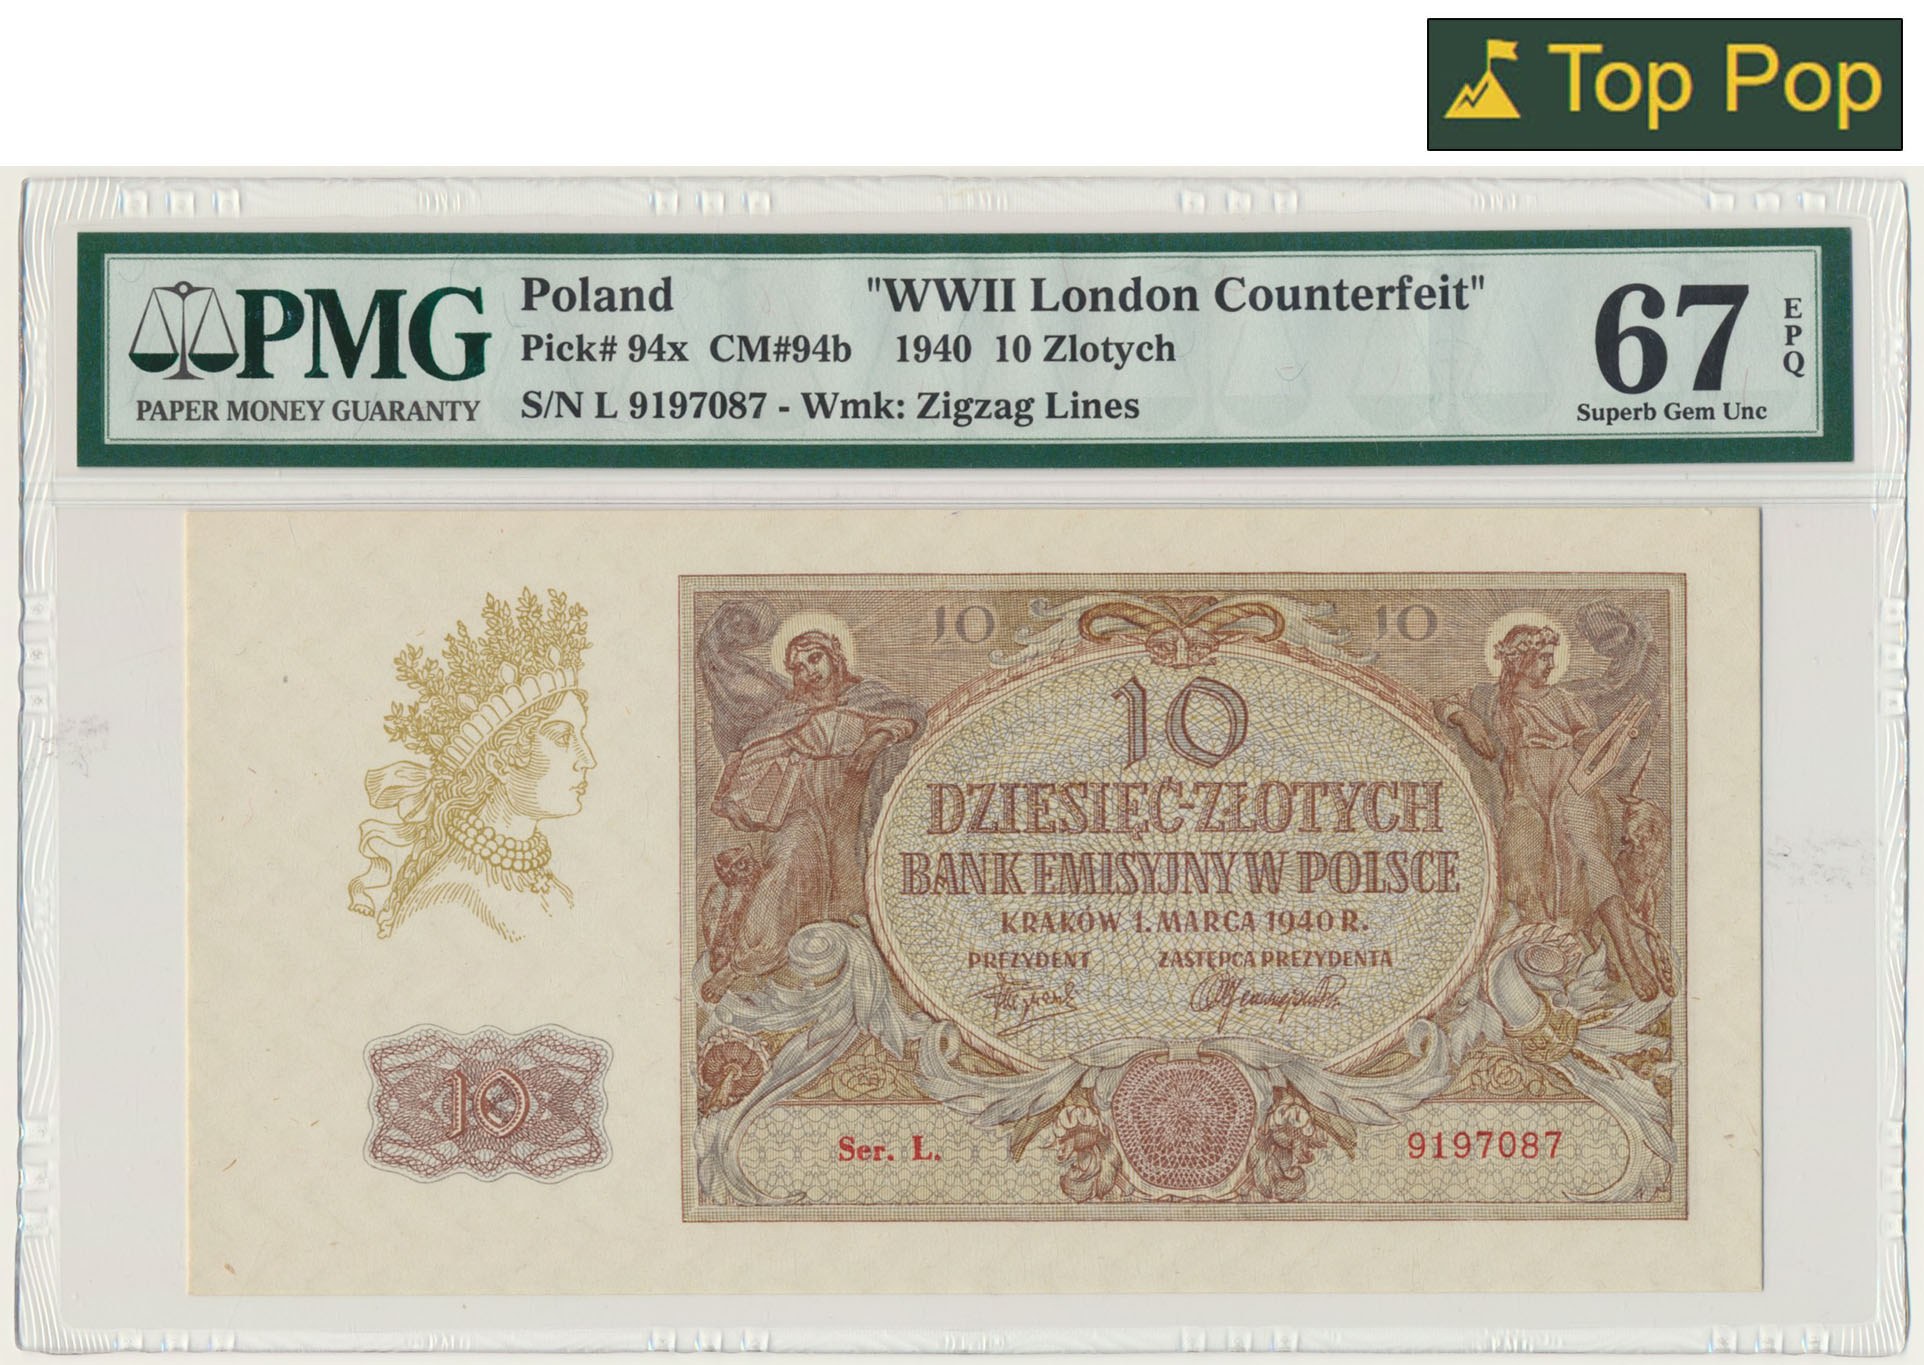 Top Pop
PMG
PAPER MONEY GUARANTY
Poland "WWII London Counterfeit"
Pick# 94x CM#94b 1940 10 Zlotych
S/N L 9197087 - Wmk: Zigzag Lines
67
EPQ
Superb Gem Unc
10 10
10
DZIESIĘĆ-ZŁOTYCH
BANK EMISYJNY W POLSCE
KRAKÓW 1. MARCA 1940 R.
PREZYDENT ZASTĘPCA PREZYDENTA
10
Ser. L. 9197087